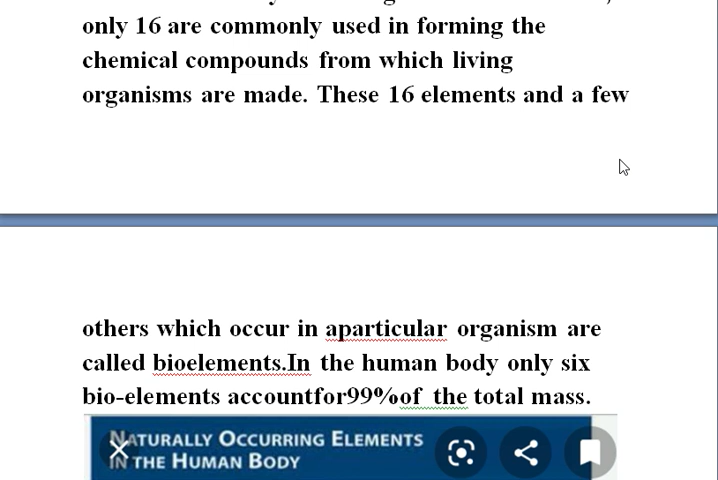 only 16 are commonly used in forming the
chemical compounds from which living
organisms are made. These 16 elements and a few
others which occur in aparticular organism are
called bioelements.In the human body only six
bio-elements accountfor99%of the total mass.
NATURALLY OCCURRING ELEMENTS
IN THE HUMAN BODY